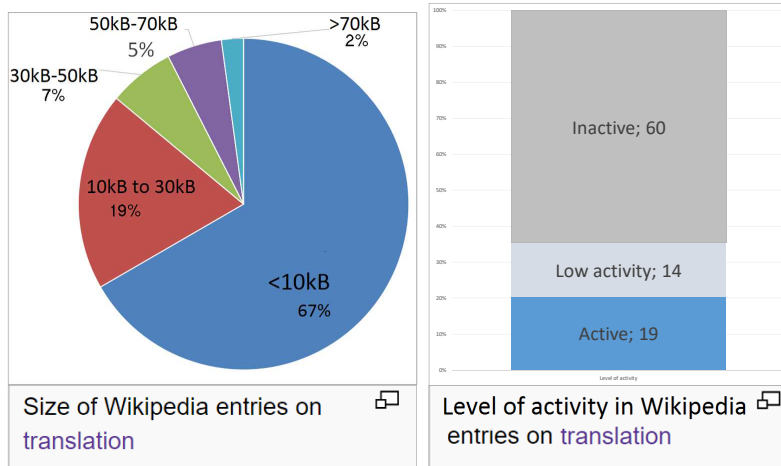 50kB-70kB
5%
>70kB
2%
30kB-50kB
7%
10kB to 30kB
19%
<10kB
67%
Size of Wikipedia entries on
translation
100%
90%
80%
70%
60%
50%
40%
30%
20%
10%
0%
Inactive; 60
Low activity; 14
Active; 19
Level of activity
Level of activity in Wikipedia
entries on translation